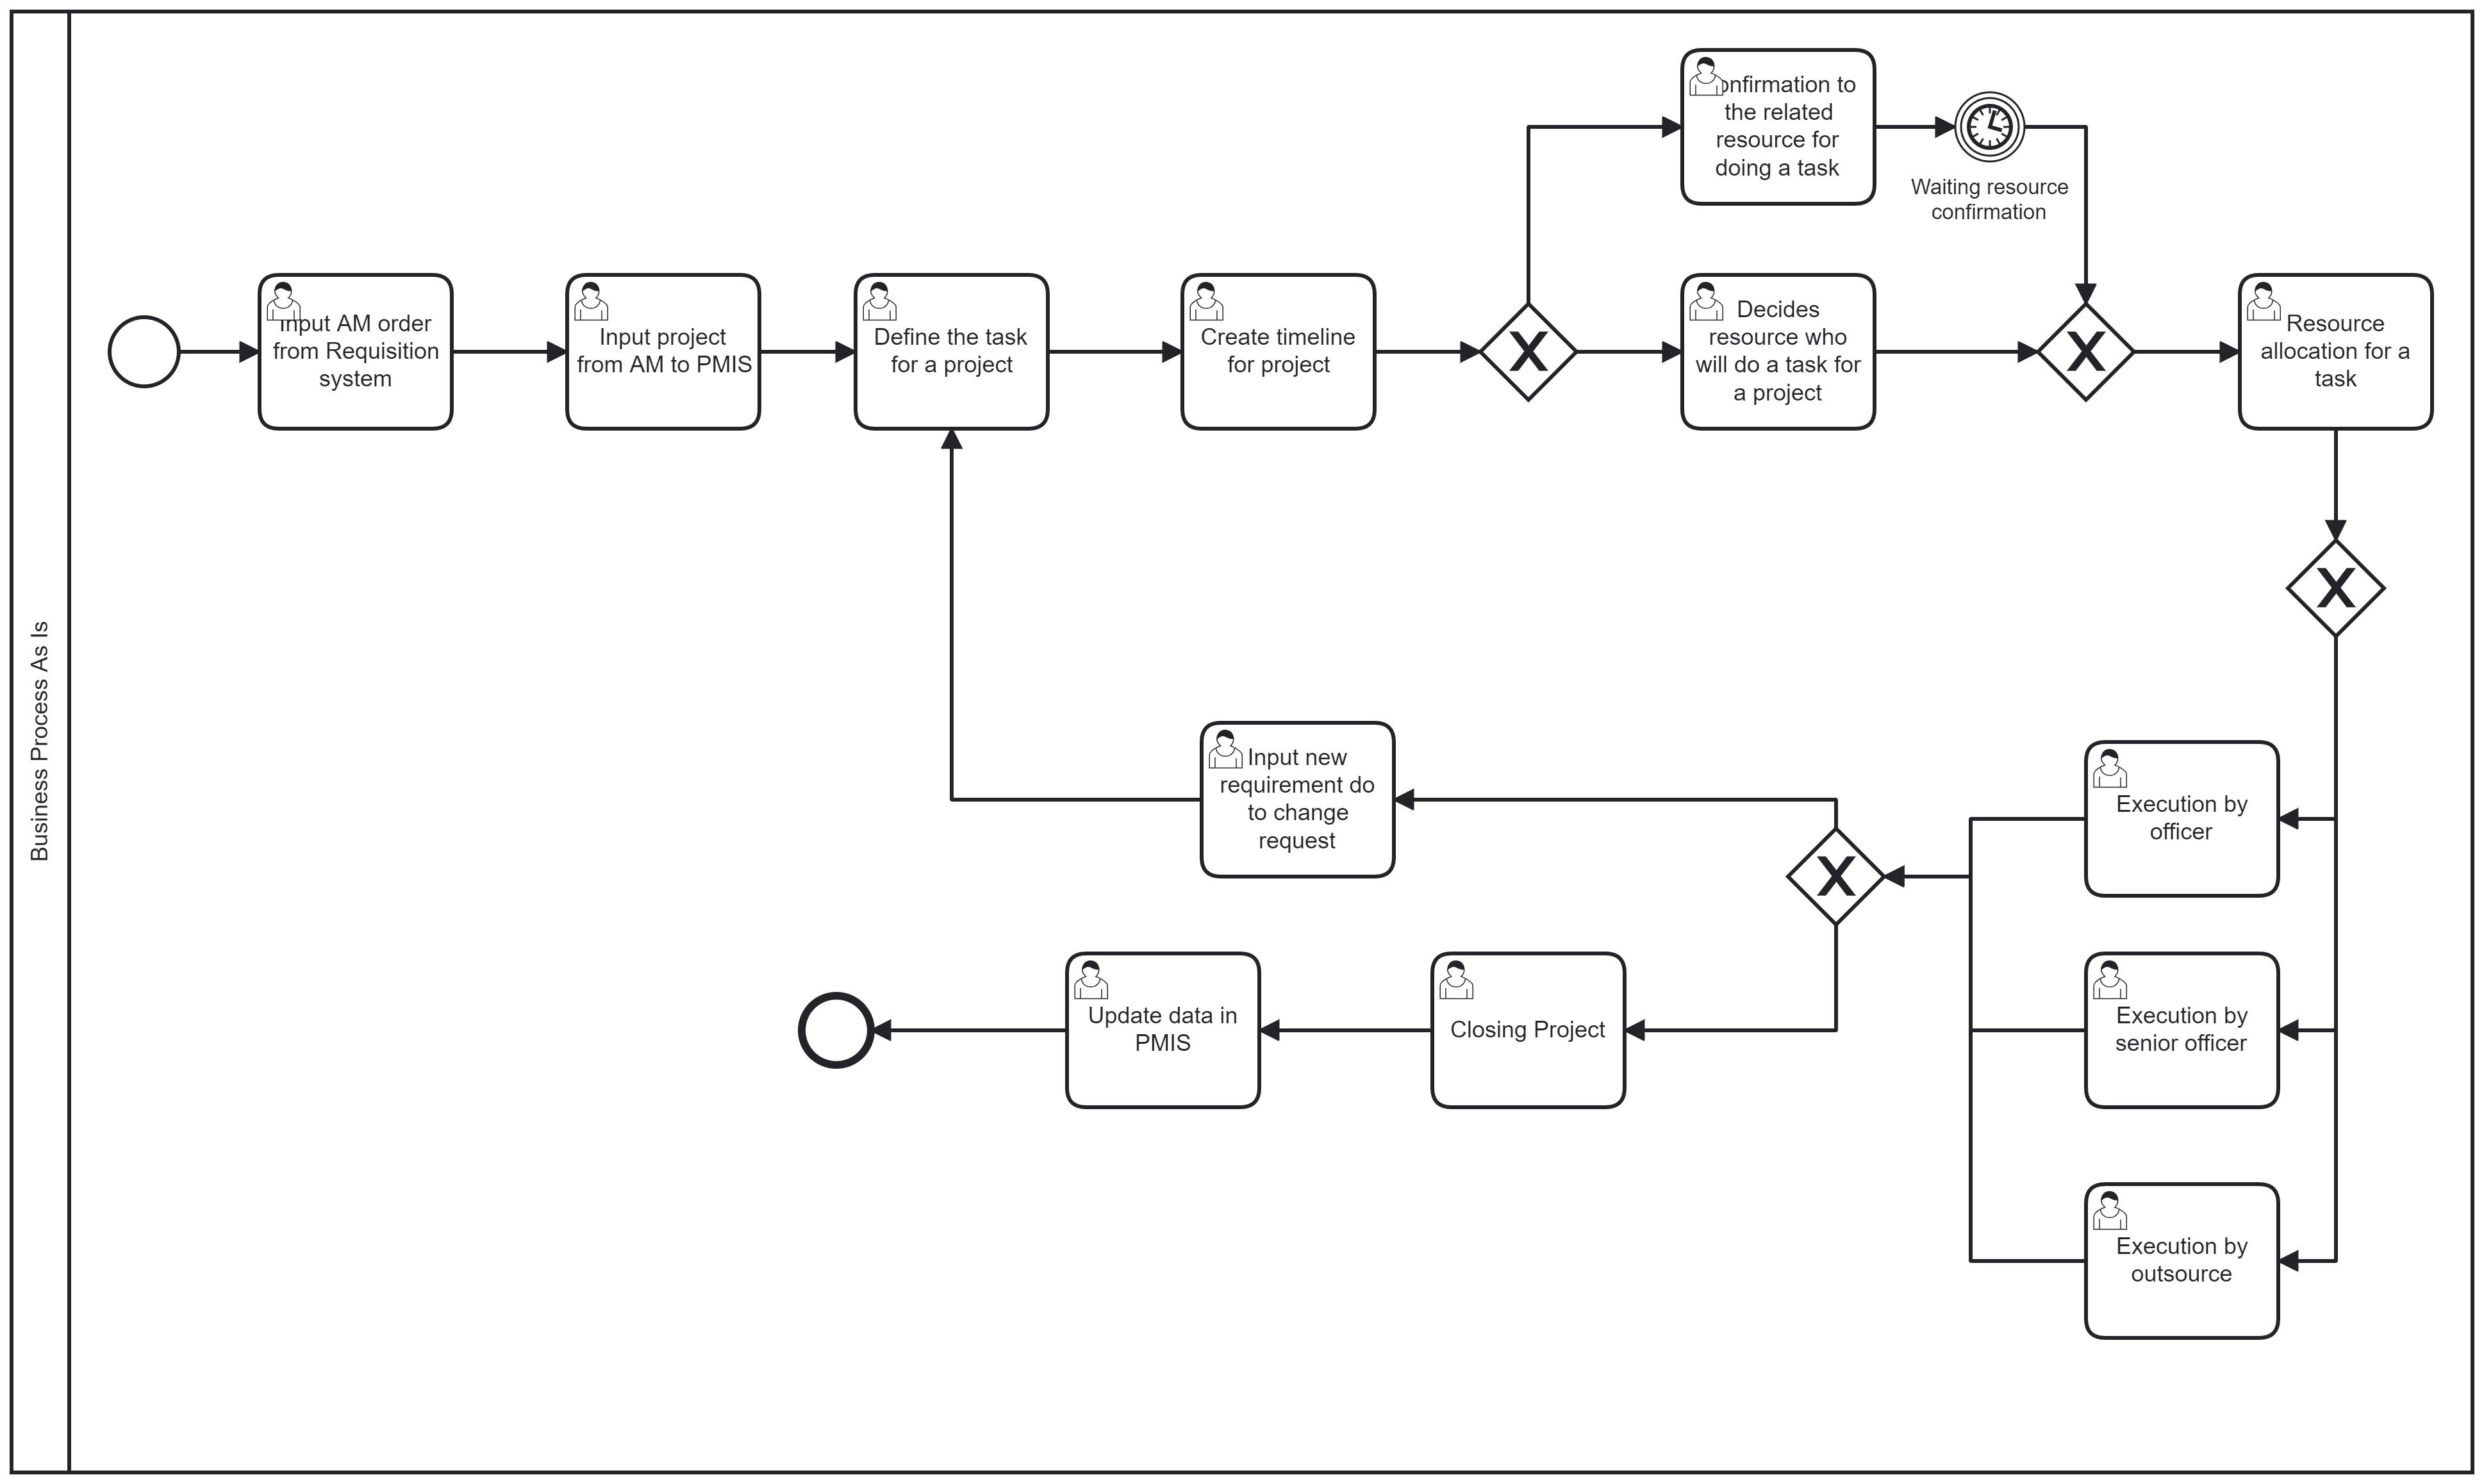 Business Process As Is
Input AM order
from Requisition
system
Input project
from AM to PMIS
Define the task
for a project
Create timeline
for project
onfirmation to
the related
resource for
doing a task
Waiting resource
confirmation
Decides
resource who
will do a task for
a project
Resource
allocation for a
task
Input new
requirement do
to change
request
Execution by
officer
Execution by
senior officer
Execution by
outsource
Closing Project
Update data in
PMIS